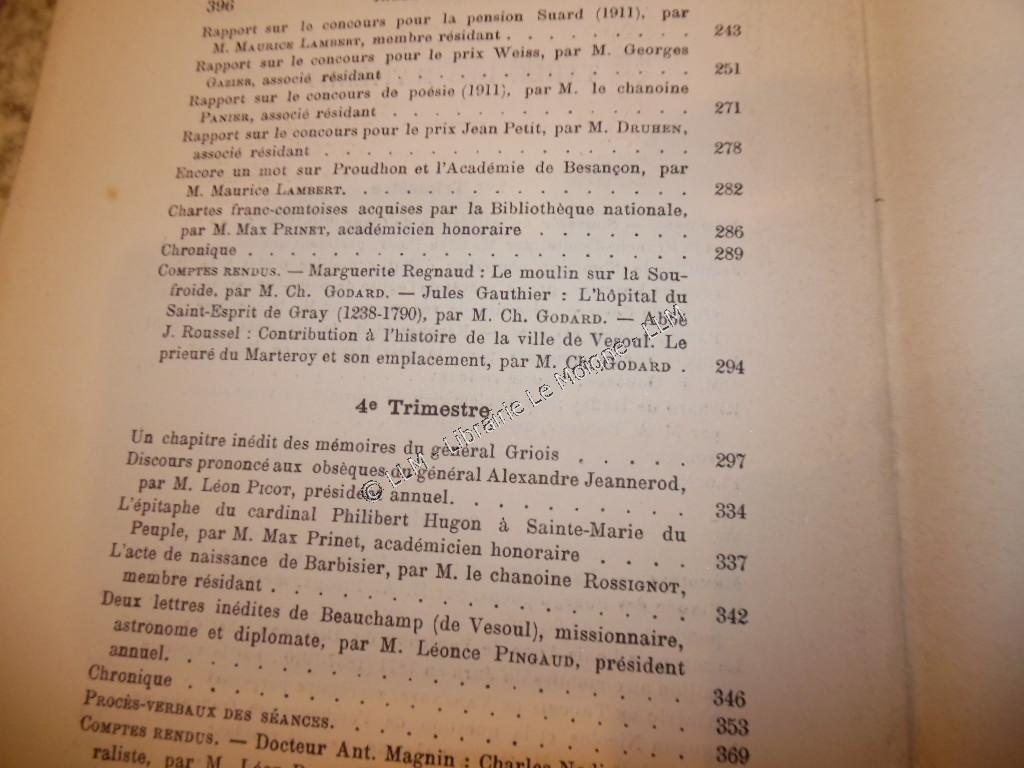 396
Rapport sur le concours pour la pension Suard (1911), par
M. MAURICE LAMBERT, membre résidant . . . . . . . . 243
Rapport sur le concours pour le prix Weiss, par M. Georges
GAZIER, associé résidant . . . . . . . . . . . . . 251
Rapport sur le concours de poésie (1911), par M. le chanoine
PANIER, associé résidant . . . . . . . . . . . . . 271
Rapport sur le concours pour le prix Jean Petit, par M. DRUHEN,
associé résidant . . . . . . . . . . . . . . . . 278
Encore un mot sur Proudhon et l'Académie de Besançon, par
M. Maurice LAMBERT. . . . . . . . . . . . . . . 282
Chartes franc-comtoises acquises par la Bibliothèque nationale,
par M. Max PRINET, académicien honoraire . . . . . . . 286
Chronique . . . . . . . . . . . . . . . . . . . 289
COMPTES RENDUS. — Marguerite Regnaud : Le moulin sur la Sou-
froide, par M. Ch. GODARD. — Jules Gauthier : L'hôpital du
Saint-Esprit de Gray (1238-1790), par M. Ch. GODARD. — Abbé
J. Roussel : Contribution à l'histoire de la ville de Vesoul. Le
prieuré du Marteroy et son emplacement, par M. Ch. GODARD . 294
4e Trimestre
Un chapitre inédit des mémoires du général Griois . . . . . 297
Discours prononcé aux obsèques du général Alexandre Jeannerod,
par M. Léon PICOT, président annuel. . . . . . . . . . 334
L'épitaphe du cardinal Philibert Hugon à Sainte-Marie du
Peuple, par M. Max Prinet, académicien honoraire . . . . 337
L'acte de naissance de Barbisier, par M. le chanoine ROSSIGNOT,
membre résidant . . . . . . . . . . . . . . . . 342
Deux lettres inédites de Beauchamp (de Vesoul), missionnaire,
astronome et diplomate, par M. Léonce PINGAUD, président
annuel. . . . . . . . . . . . . . . . . . . . 346
Chronique . . . . . . . . . . . . . . . . . . . 353
PROCÈS-VERBAUX DES SÉANCES. . . . . . . . . . . . . 369
COMPTES RENDUS. — Docteur Ant. Magnin : Charles
raliste, par M.
© LLM - Librairie Le Moigne - LLM